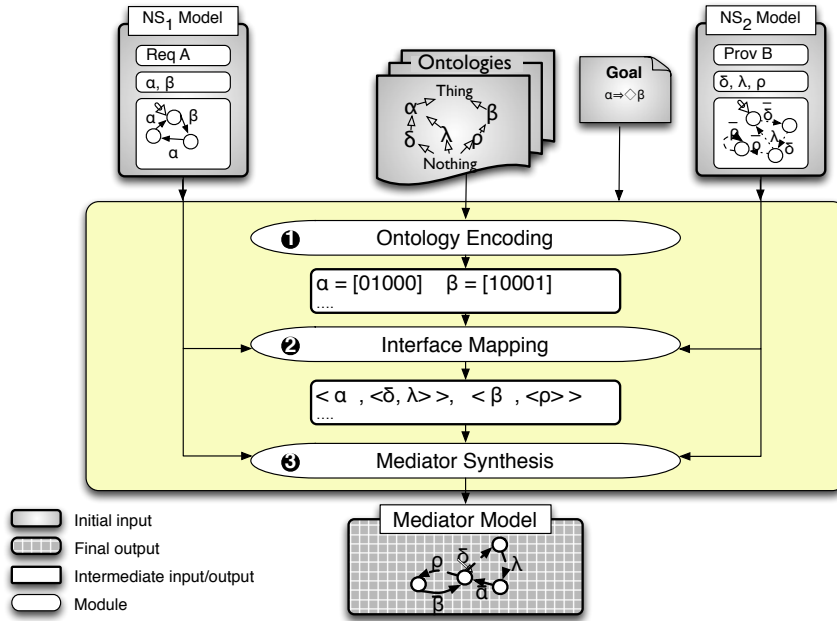 NS1 Model
Req A
α, β
α
β
α
Ontologies
Thing
α
β
δ
λ
ρ
Nothing
Goal
α⇒◇β
NS2 Model
Prov B
δ, λ, ρ
δ̅
ρ̅
ρ̅
λ
δ̅
❶ Ontology Encoding
α = [01000] β = [10001]
....
❷ Interface Mapping
< α , <δ, λ> >, < β , <ρ> >
....
❸ Mediator Synthesis
Mediator Model
ρ
δ
λ
α̅
β̅
Initial input
Final output
Intermediate input/output
Module